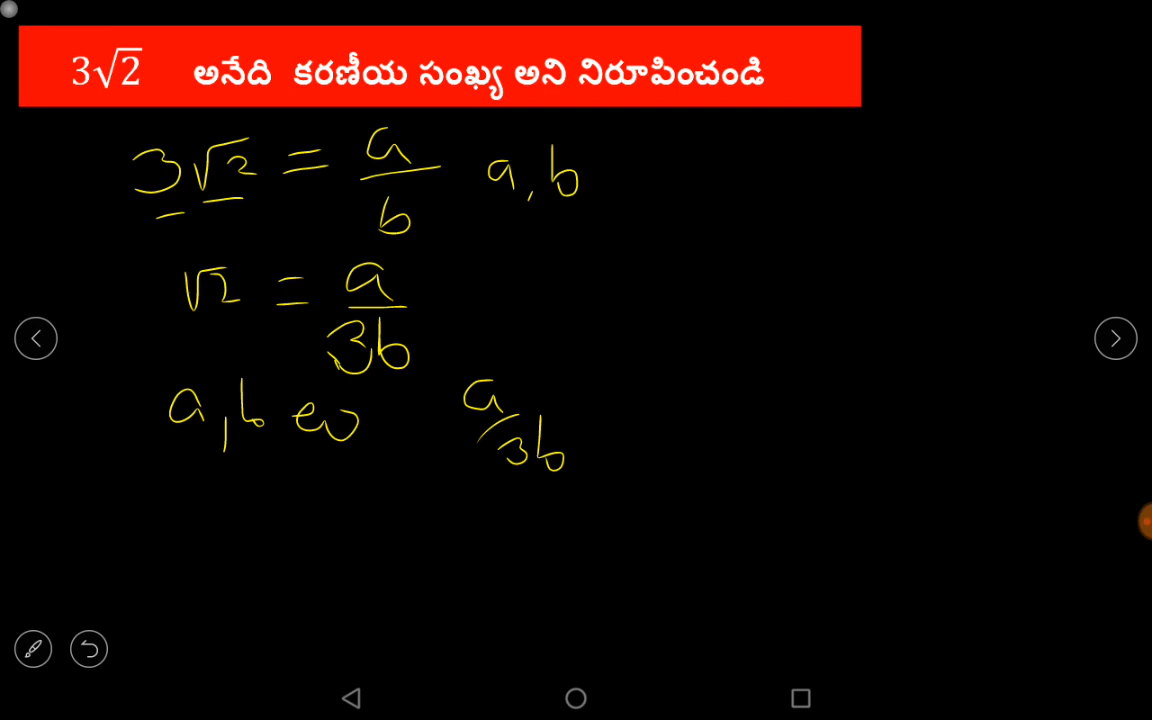 3√2 అనేది కరణీయ సంఖ్య అని నిరూపించండి
3√2 = a/b a, b
√2 = a/3b
a, b లు a/3b